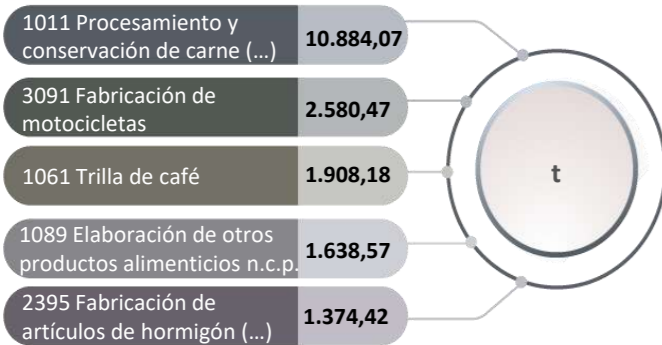 1011 Procesamiento y
conservación de carne (...)
10.884,07
3091 Fabricación de
motocicletas
2.580,47
1061 Trilla de café
1.908,18
t
1089 Elaboración de otros
productos alimenticios n.c.p.
1.638,57
2395 Fabricación de
artículos de hormigón (...)
1.374,42